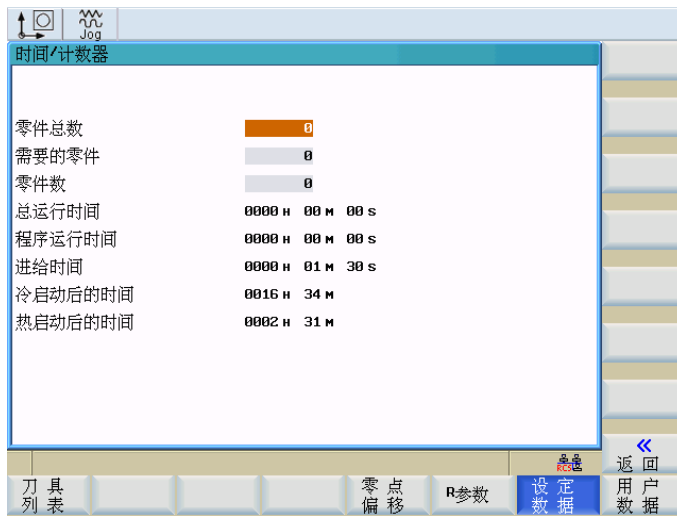 Jog
时间/计数器
零件总数 0
需要的零件 0
零件数 0
总运行时间 0000 H 00 M 00 S
程序运行时间 0000 H 00 M 00 S
进给时间 0000 H 01 M 30 S
冷启动后的时间 0016 H 34 M
热启动后的时间 0002 H 31 M
RCS
«
返回
刀具列表
零点偏移
R参数
设定数据
用户数据